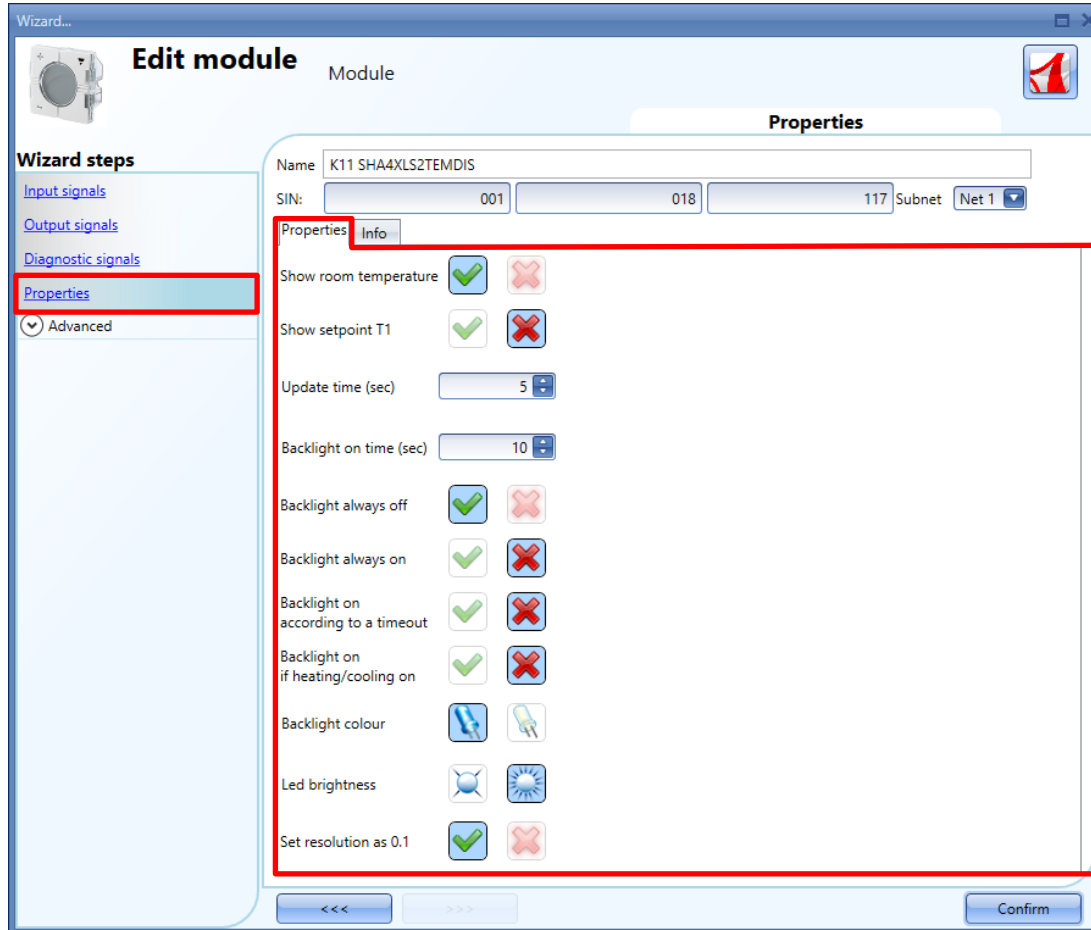 Wizard...
Edit module
Module
Properties
Wizard steps
Input signals
Output signals
Diagnostic signals
Properties
Advanced
Name K11 SHA4XLS2TEMDIS
SIN: 001 018 117 Subnet Net 1
Properties Info
Show room temperature
Show setpoint T1
Update time (sec) 5
Backlight on time (sec) 10
Backlight always off
Backlight always on
Backlight on
according to a timeout
Backlight on
if heating/cooling on
Backlight colour
Led brightness
Set resolution as 0.1
<<< >>> Confirm